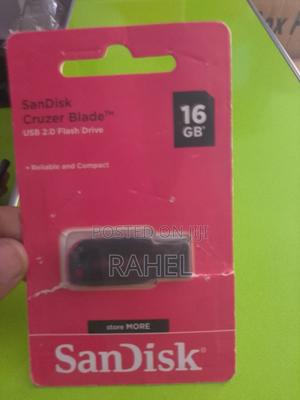 SanDisk
Cruzer Blade™
USB 2.0 Flash Drive
16
GB
• Reliable and Compact
POSTED ON JIJI
RAHEL
store MORE
SanDisk®